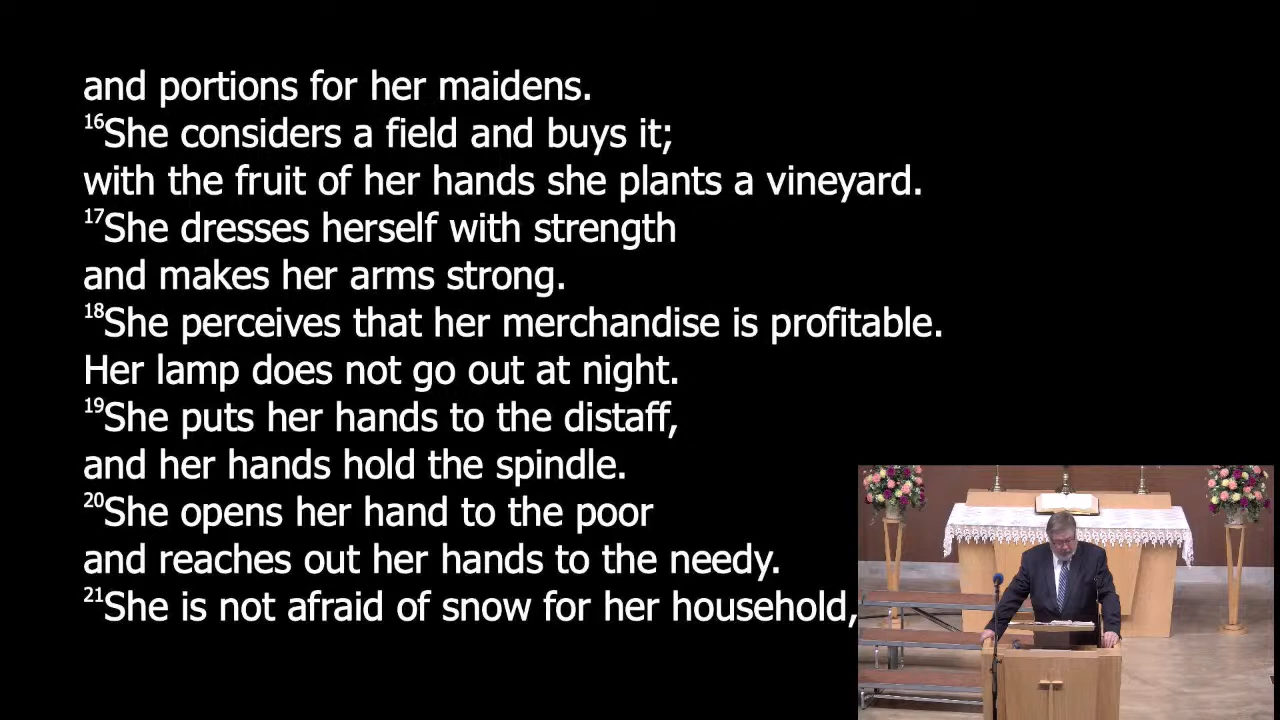 and portions for her maidens.
16She considers a field and buys it;
with the fruit of her hands she plants a vineyard.
17She dresses herself with strength
and makes her arms strong.
18She perceives that her merchandise is profitable.
Her lamp does not go out at night.
19She puts her hands to the distaff,
and her hands hold the spindle.
20She opens her hand to the poor
and reaches out her hands to the needy.
21She is not afraid of snow for her household,